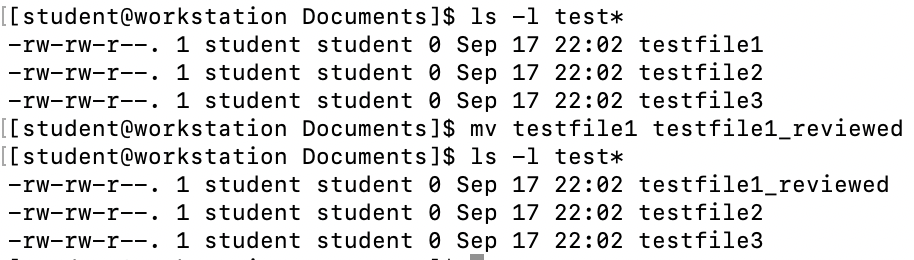 [[student@workstation Documents]$ ls -l test*
-rw-rw-r--. 1 student student 0 Sep 17 22:02 testfile1
-rw-rw-r--. 1 student student 0 Sep 17 22:02 testfile2
-rw-rw-r--. 1 student student 0 Sep 17 22:02 testfile3
[[student@workstation Documents]$ mv testfile1 testfile1_reviewed
[[student@workstation Documents]$ ls -l test*
-rw-rw-r--. 1 student student 0 Sep 17 22:02 testfile1_reviewed
-rw-rw-r--. 1 student student 0 Sep 17 22:02 testfile2
-rw-rw-r--. 1 student student 0 Sep 17 22:02 testfile3